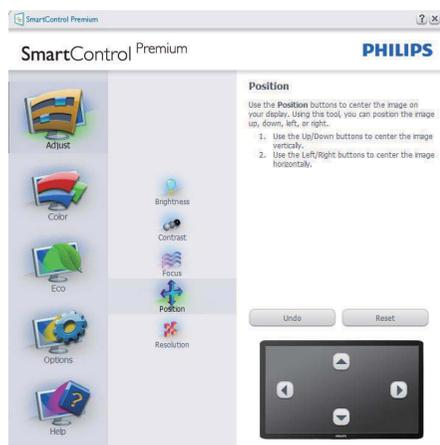 SmartControl Premium
SmartControl Premium
PHILIPS
Adjust
Color
Eco
Options
Help
Brightness
Contrast
Focus
Position
Resolution
Position
Use the Position buttons to center the image on
your display. Using this tool, you can position the image
up, down, left, or right.
1. Use the Up/Down buttons to center the image
vertically.
2. Use the Left/Right buttons to center the image
horizontally.
Undo
Reset
PHILIPS